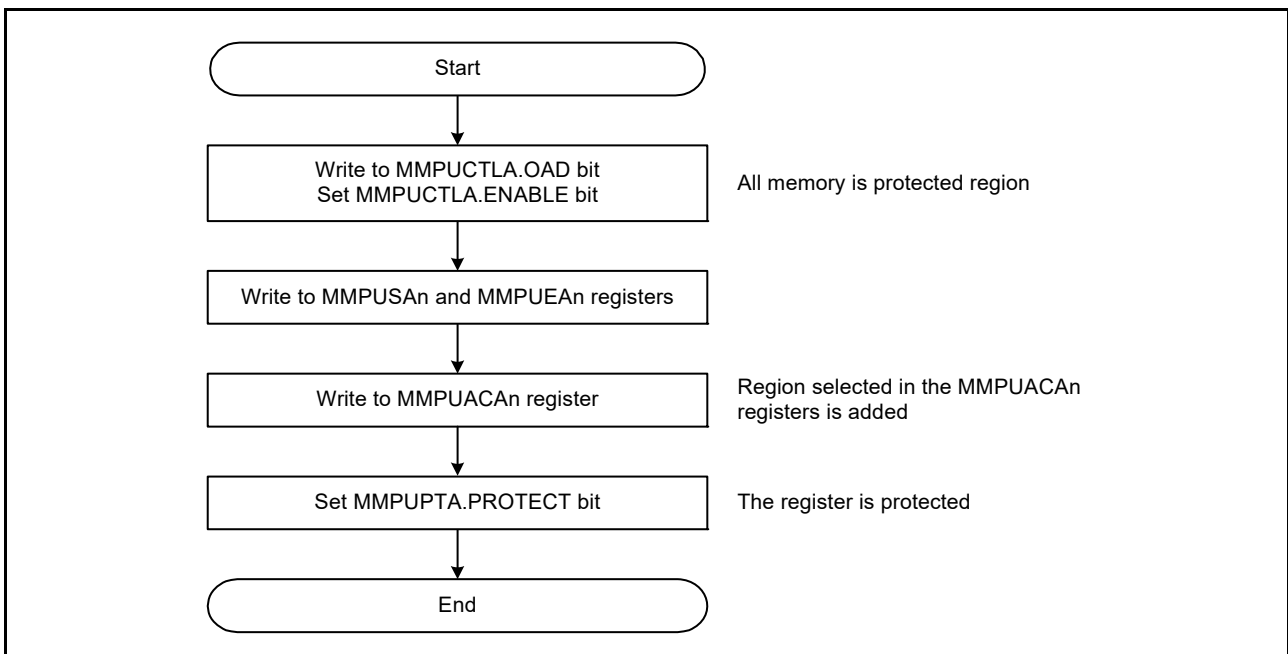 Start
Write to MMPUCTLA.OAD bit
Set MMPUCTLA.ENABLE bit
All memory is protected region
Write to MMPUSAn and MMPUEAn registers
Write to MMPUACAn register
Region selected in the MMPUACAn
registers is added
Set MMPUPTA.PROTECT bit
The register is protected
End